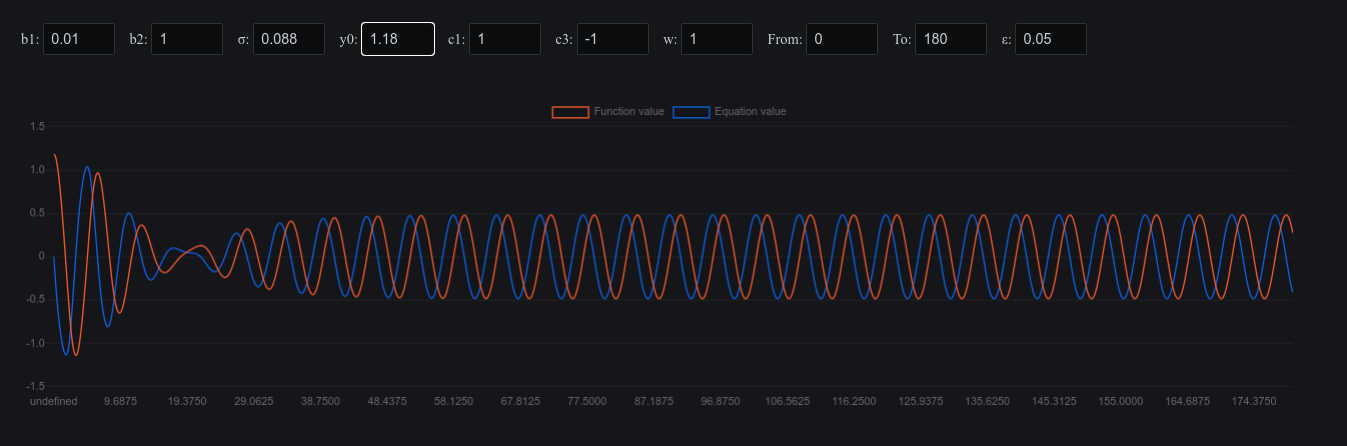 b1: 0.01 b2: 1 σ: 0.088 y0: 1.18 c1: 1 c3: -1 w: 1 From: 0 To: 180 ε: 0.05
Function value Equation value
1.5
1.0
0.5
0
-0.5
-1.0
-1.5
undefined 9.6875 19.3750 29.0625 38.7500 48.4375 58.1250 67.8125 77.5000 87.1875 96.8750 106.5625 116.2500 125.9375 135.6250 145.3125 155.0000 164.6875 174.3750